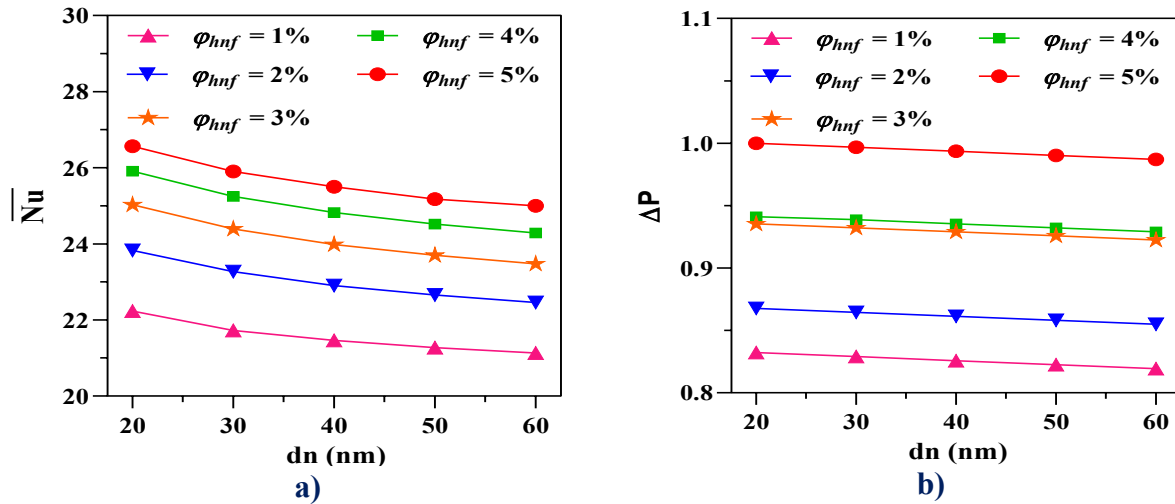 30
28
26
24
22
20
Nu
φhnf = 1%
φhnf = 4%
φhnf = 2%
φhnf = 5%
φhnf = 3%
20 30 40 50 60
dn (nm)
a)
1.1
1.0
0.9
0.8
ΔP
φhnf = 1%
φhnf = 4%
φhnf = 2%
φhnf = 5%
φhnf = 3%
20 30 40 50 60
dn (nm)
b)